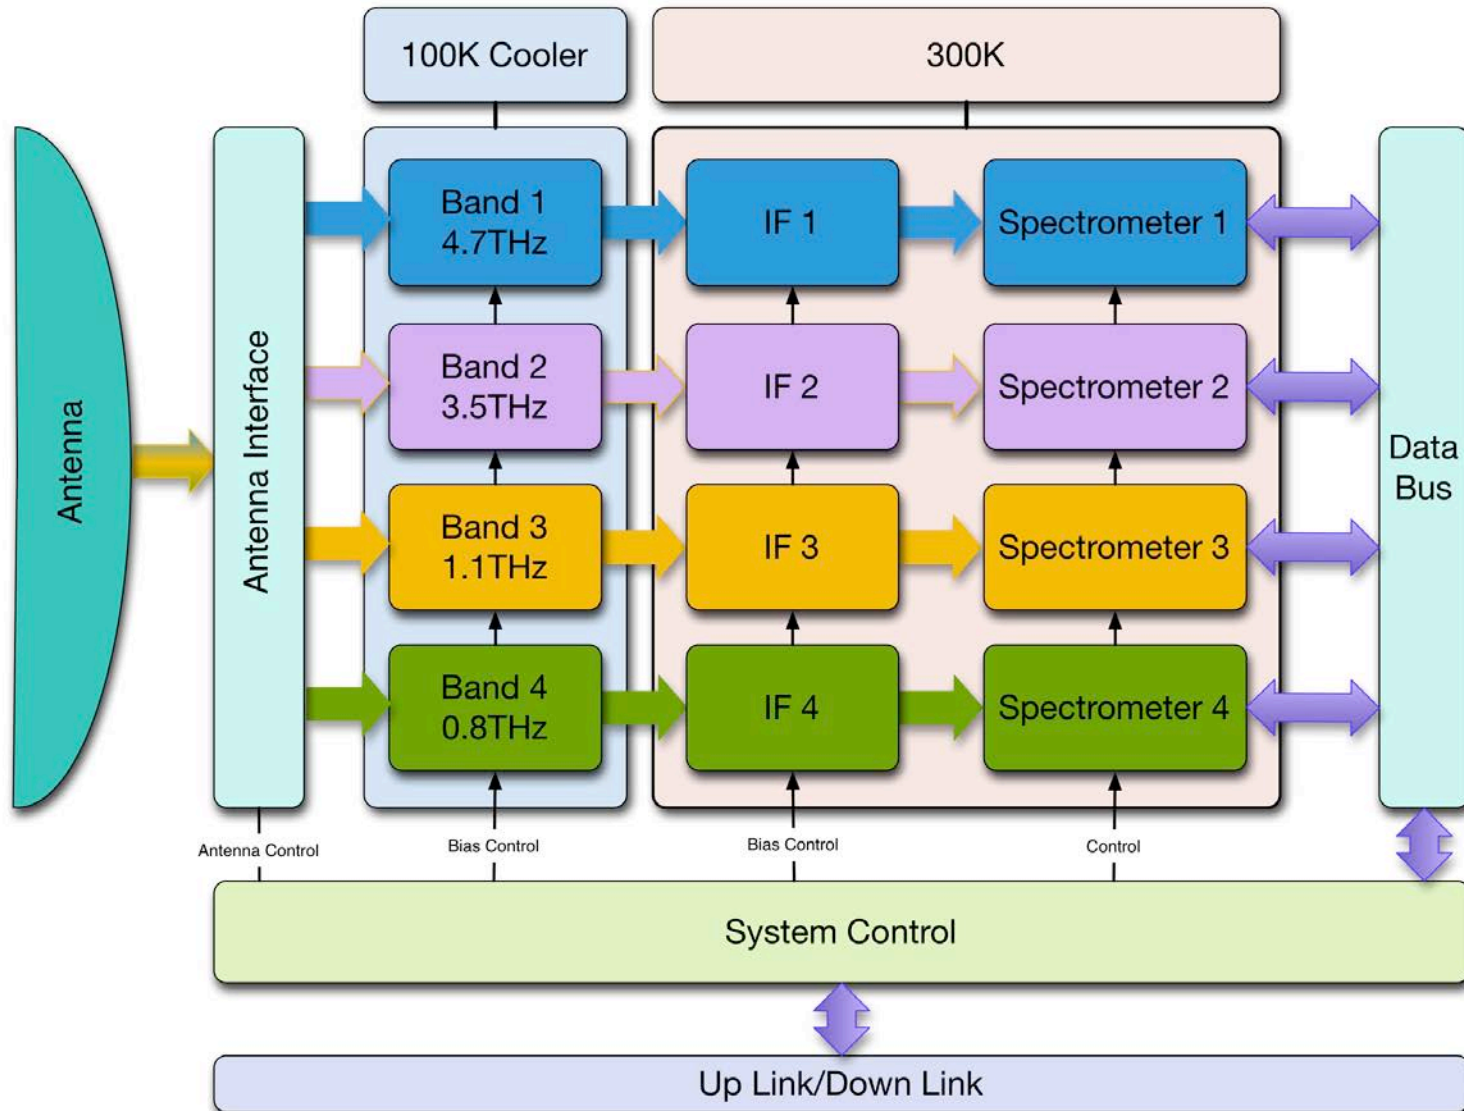 100K Cooler
300K
Antenna
Antenna Interface
Band 1
4.7THz
IF 1
Spectrometer 1
Band 2
3.5THz
IF 2
Spectrometer 2
Data
Bus
Band 3
1.1THz
IF 3
Spectrometer 3
Band 4
0.8THz
IF 4
Spectrometer 4
Antenna Control
Bias Control
Bias Control
Control
System Control
Up Link/Down Link